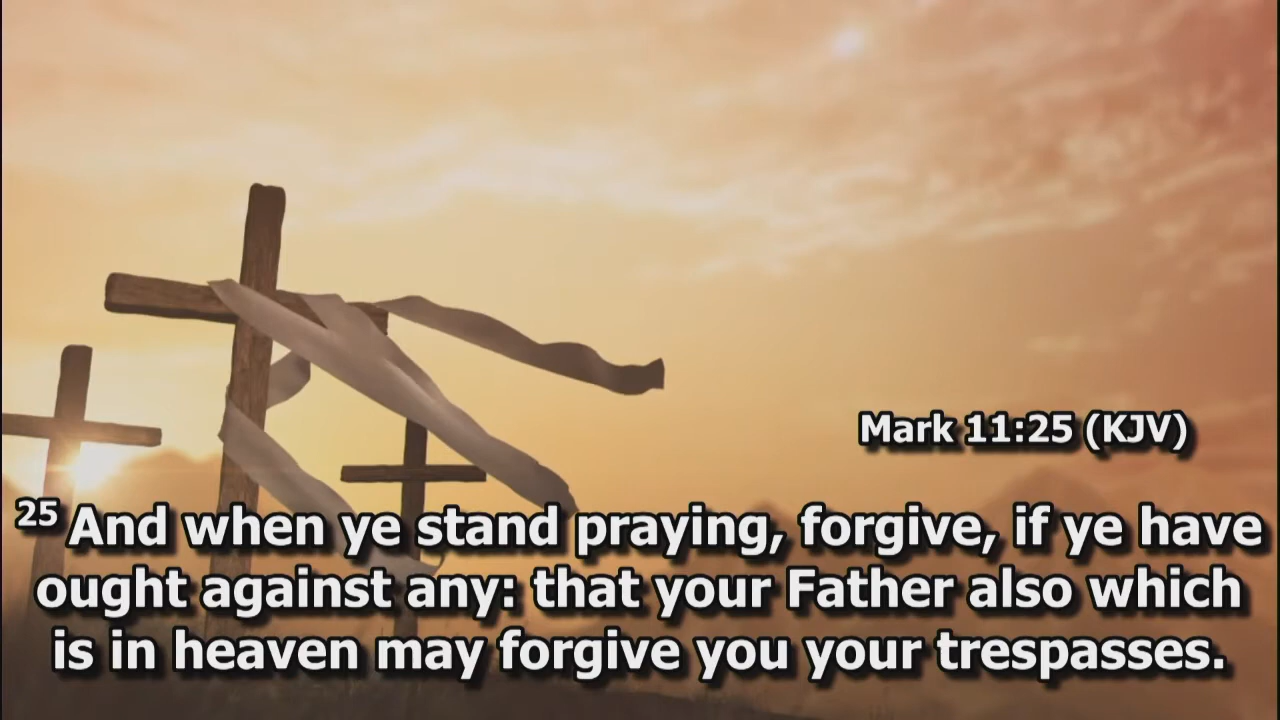 Mark 11:25 (KJV)
25 And when ye stand praying, forgive, if ye have
ought against any: that your Father also which
is in heaven may forgive you your trespasses.